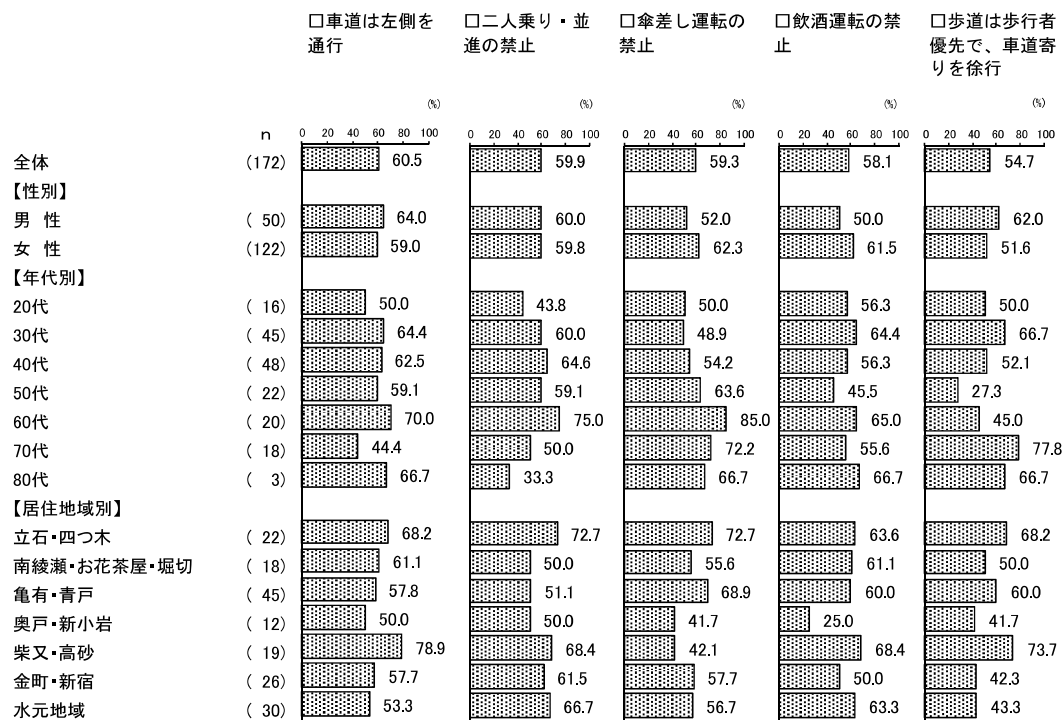 □車道は左側を □二人乗り・並 □傘差し運転の □飲酒運転の禁 □歩道は歩行者
通行 進の禁止 禁止 止 優先で、車道寄
りを徐行
(%) (%) (%) (%) (%)
n 0 20 40 60 80 100 0 20 40 60 80 100 0 20 40 60 80 100 0 20 40 60 80 100 0 20 40 60 80 100
全体 (172) 60.5 59.9 59.3 58.1 54.7
【性別】
男 性 ( 50) 64.0 60.0 52.0 50.0 62.0
女 性 (122) 59.0 59.8 62.3 61.5 51.6
【年代別】
20代 ( 16) 50.0 43.8 50.0 56.3 50.0
30代 ( 45) 64.4 60.0 48.9 64.4 66.7
40代 ( 48) 62.5 64.6 54.2 56.3 52.1
50代 ( 22) 59.1 59.1 63.6 45.5 27.3
60代 ( 20) 70.0 75.0 85.0 65.0 45.0
70代 ( 18) 44.4 50.0 72.2 55.6 77.8
80代 ( 3) 66.7 33.3 66.7 66.7 66.7
【居住地域別】
立石・四つ木 ( 22) 68.2 72.7 72.7 63.6 68.2
南綾瀬・お花茶屋・堀切 ( 18) 61.1 50.0 55.6 61.1 50.0
亀有・青戸 ( 45) 57.8 51.1 68.9 60.0 60.0
奥戸・新小岩 ( 12) 50.0 50.0 41.7 25.0 41.7
柴又・高砂 ( 19) 78.9 68.4 42.1 68.4 73.7
金町・新宿 ( 26) 57.7 61.5 57.7 50.0 42.3
水元地域 ( 30) 53.3 66.7 56.7 63.3 43.3